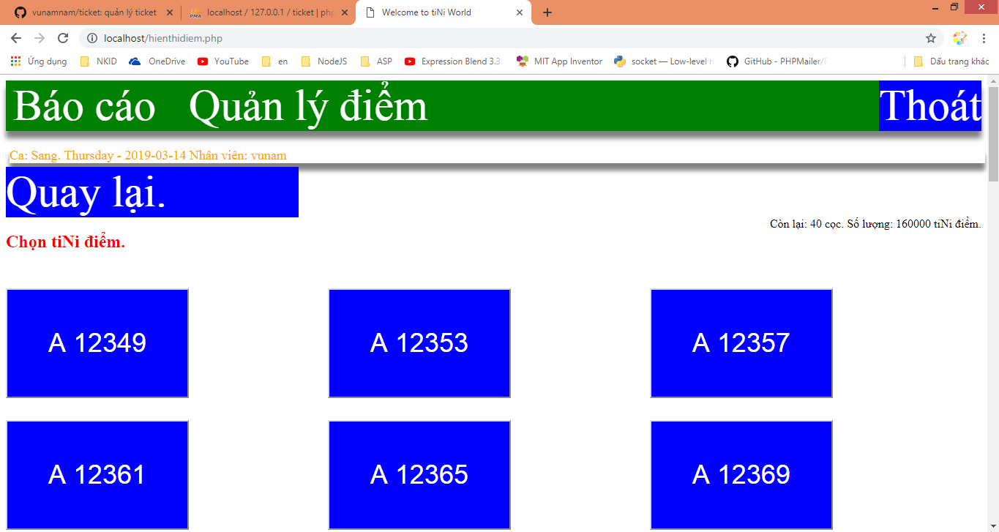 vunamnam/ticket: quản lý ticket
localhost / 127.0.0.1 / ticket | php
Welcome to tiNi World
localhost/hienthidiem.php
Ứng dụng NKID OneDrive YouTube en NodeJS ASP Expression Blend 3.3. MIT App Inventor socket — Low-level n GitHub - PHPMailer/ Dấu trang khác
Báo cáo Quản lý điểm Thoát
Ca: Sang. Thursday - 2019-03-14 Nhân viên: vunam
Quay lại.
Còn lại: 40 cọc. Số lượng: 160000 tiNi điểm.
Chọn tiNi điểm.
A 12349 A 12353 A 12357
A 12361 A 12365 A 12369